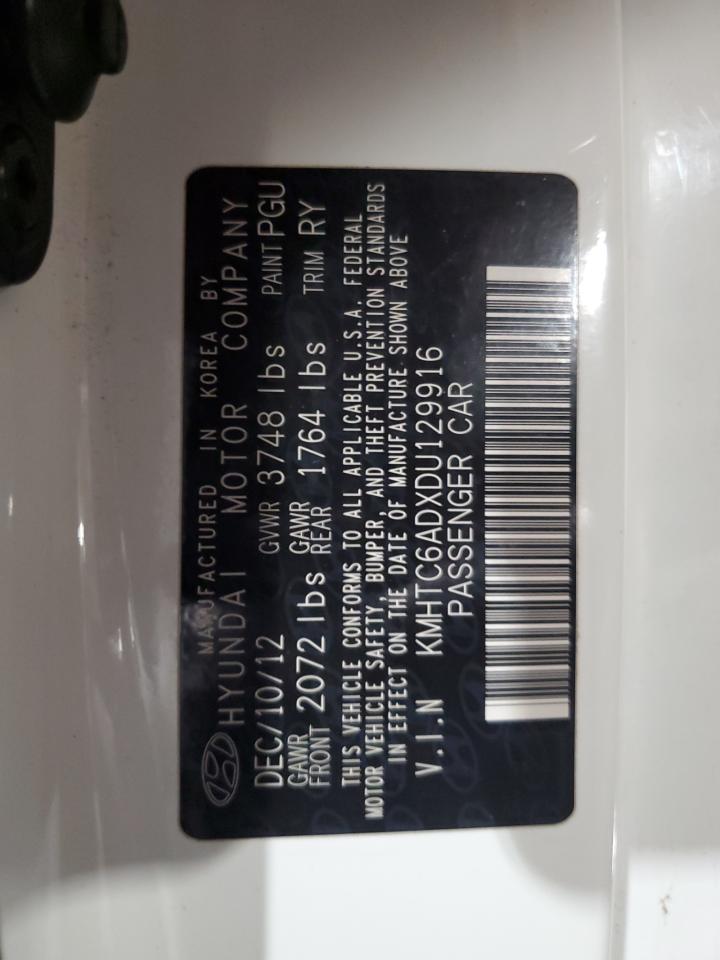 MANUFACTURED IN KOREA BY
HYUNDAI MOTOR COMPANY
DEC/10/12 GVWR 3748 lbs PAINT PGU
GAWR FRONT 2072 lbs GAWR REAR 1764 lbs TRIM RY
THIS VEHICLE CONFORMS TO ALL APPLICABLE U.S.A. FEDERAL
MOTOR VEHICLE SAFETY, BUMPER, AND THEFT PREVENTION STANDARDS
IN EFFECT ON THE DATE OF MANUFACTURE SHOWN ABOVE
V.I.N KMHTC6ADXDU129916
PASSENGER CAR